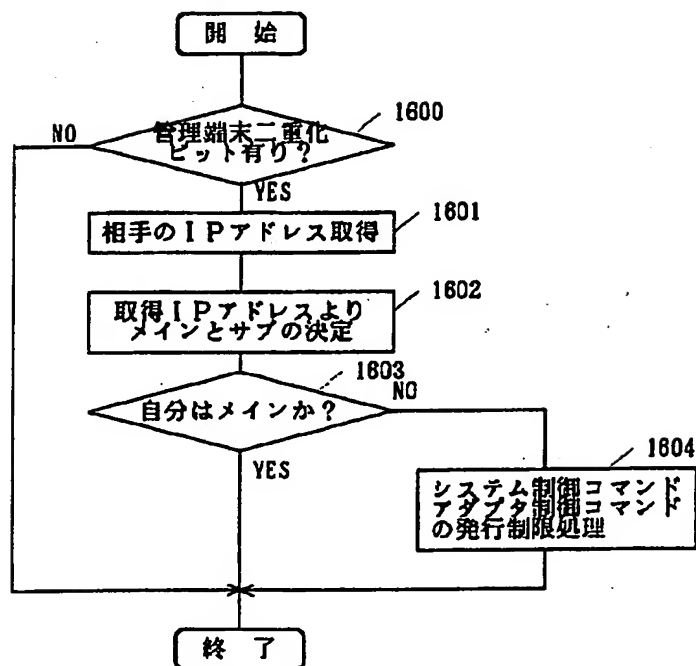 開 始
管理端末二重化
ビット有り?
1600
NO
YES
相手のIPアドレス取得
1601
取得IPアドレスより
メインとサブの決定
1602
自分はメインか?
1603
NO
YES
システム制御コマンド
アダプタ制御コマンド
の発行制限処理
1604
終 了